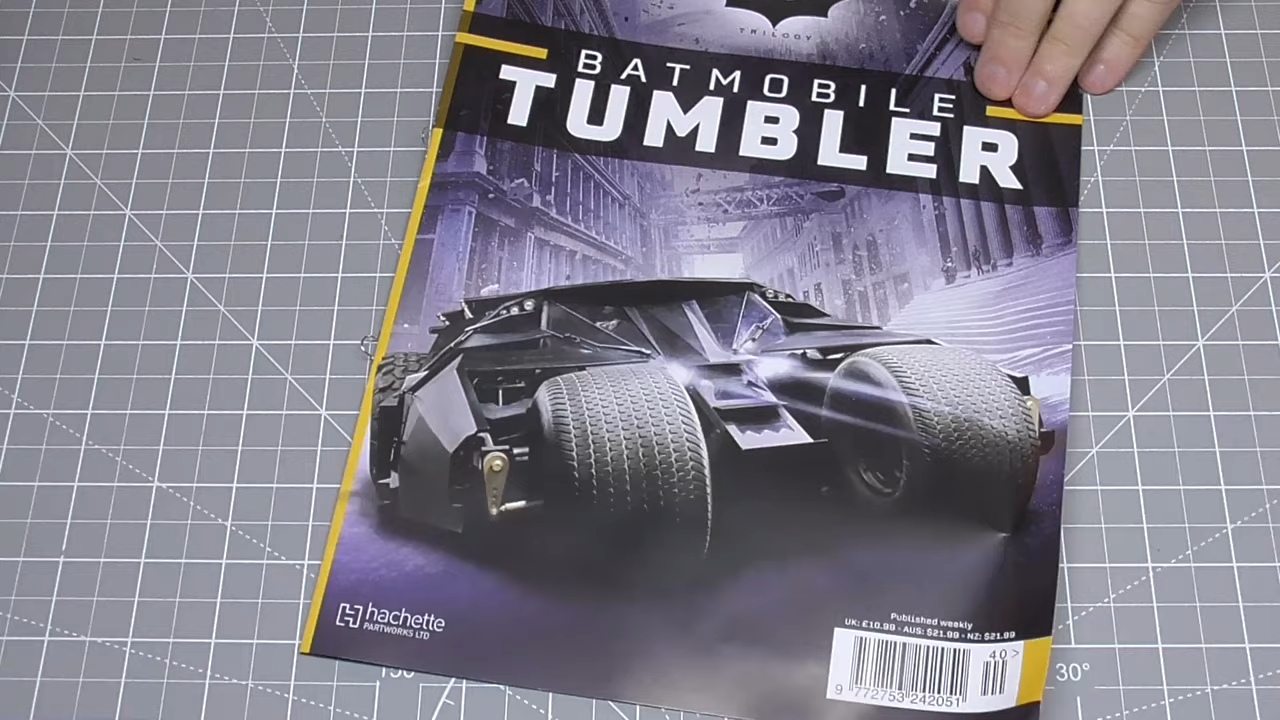 TRILOGY
BATMOBILE
TUMBLER
hachette
PARTWORKS LTD
Published weekly
UK: £10.99 - AUS: $21.99 - NZ: $21.99
40>
9 772753 242051
30°